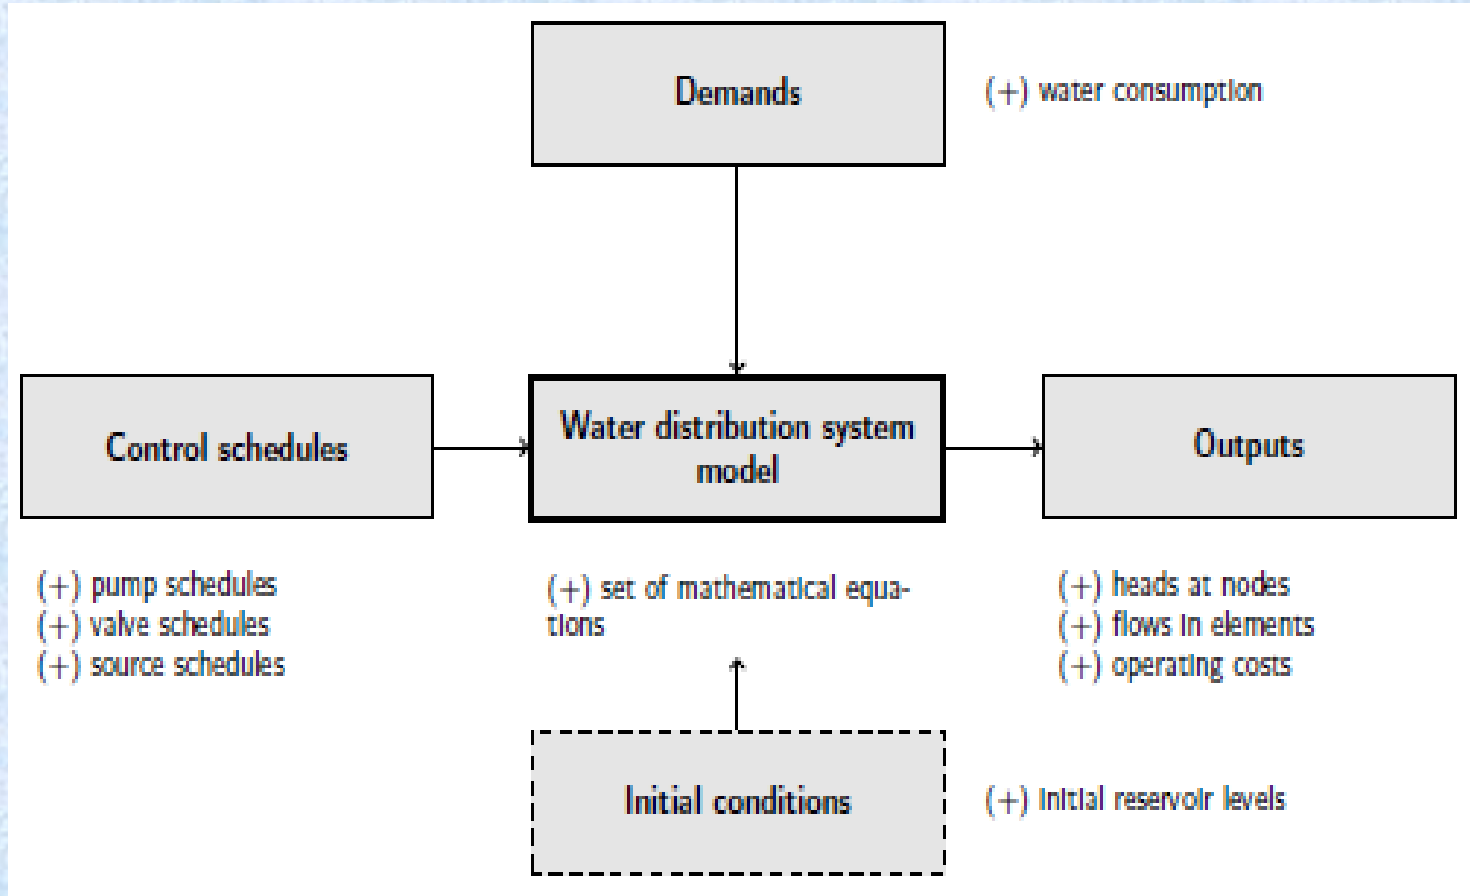 Demands
(+) water consumption
Control schedules
Water distribution system
model
Outputs
(+) pump schedules
(+) valve schedules
(+) source schedules
(+) set of mathematical equa-
tions
(+) heads at nodes
(+) flows in elements
(+) operating costs
Initial conditions
(+) initial reservoir levels